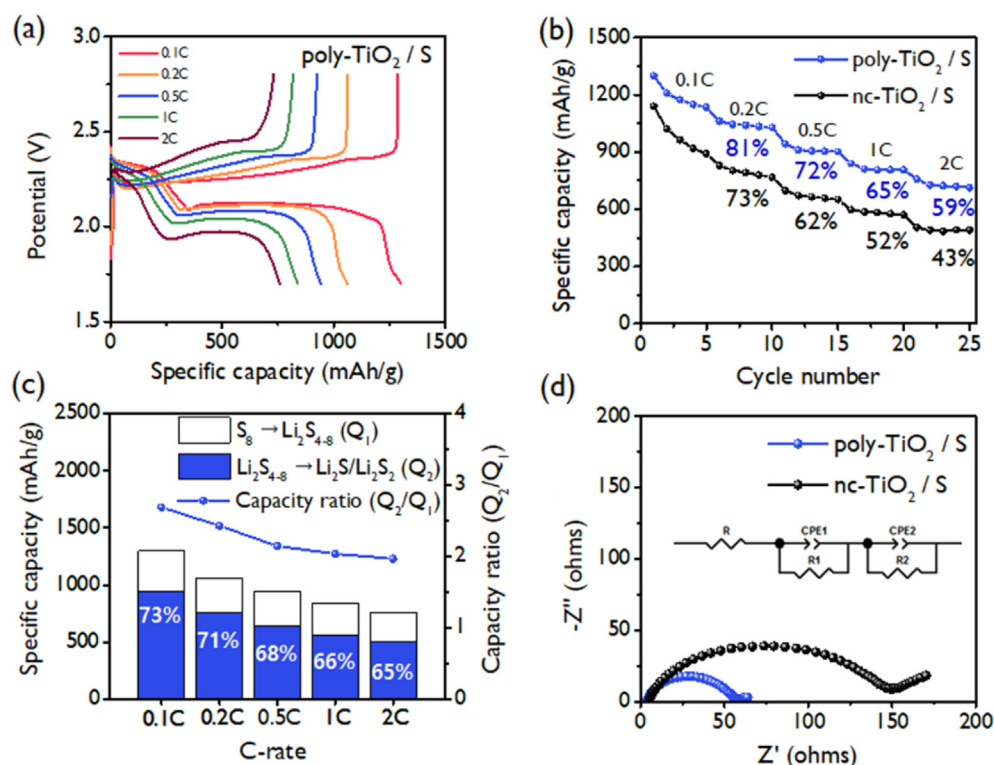 (a)
poly-TiO₂ / S
0.1C
0.2C
0.5C
1C
2C
3.0
2.5
2.0
1.5
Potential (V)
0
500
1000
1500
Specific capacity (mAh/g)
(b)
poly-TiO₂ / S
nc-TiO₂ / S
1500
1200
900
600
300
0
Specific capacity (mAh/g)
0.1C
0.2C
0.5C
1C
2C
81%
72%
65%
59%
73%
62%
52%
43%
0
5
10
15
20
25
Cycle number
(c)
S₈ → Li₂S₄₋₈ (Q₁)
Li₂S₄₋₈ → Li₂S/Li₂S₂ (Q₂)
Capacity ratio (Q₂/Q₁)
2500
2000
1500
1000
500
0
Specific capacity (mAh/g)
4
3
2
1
0
Capacity ratio (Q₂/Q₁)
73%
71%
68%
66%
65%
0.1C
0.2C
0.5C
1C
2C
C-rate
(d)
poly-TiO₂ / S
nc-TiO₂ / S
200
150
100
50
0
-Z'' (ohms)
R
CPE1
R1
CPE2
R2
0
50
100
150
200
Z' (ohms)